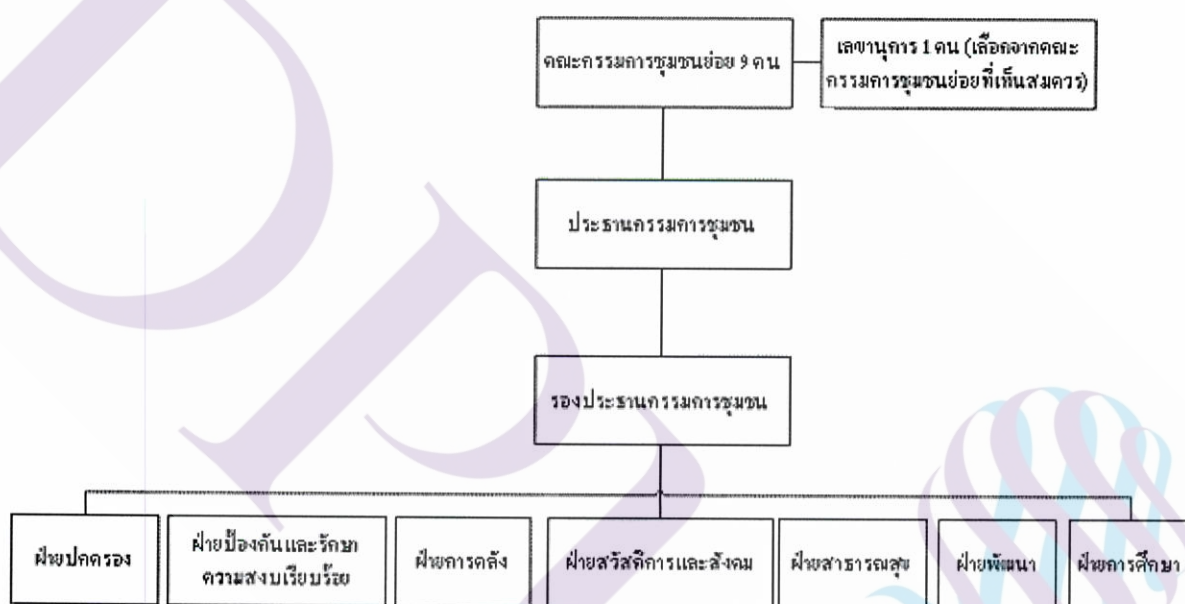 คณะกรรมการชุมชนย่อย 9 คน
เลขานุการ 1 คน (เลือกจากคณะ
กรรมการชุมชนย่อยที่เห็นสมควร)
ประธานกรรมการชุมชน
รองประธานกรรมการชุมชน
ฝ่ายปกครอง
ฝ่ายป้องกันและรักษา
ความสงบเรียบร้อย
ฝ่ายการคลัง
ฝ่ายสวัสดิการและสังคม
ฝ่ายสาธารณสุข
ฝ่ายพัฒนา
ฝ่ายการศึกษา
DPU